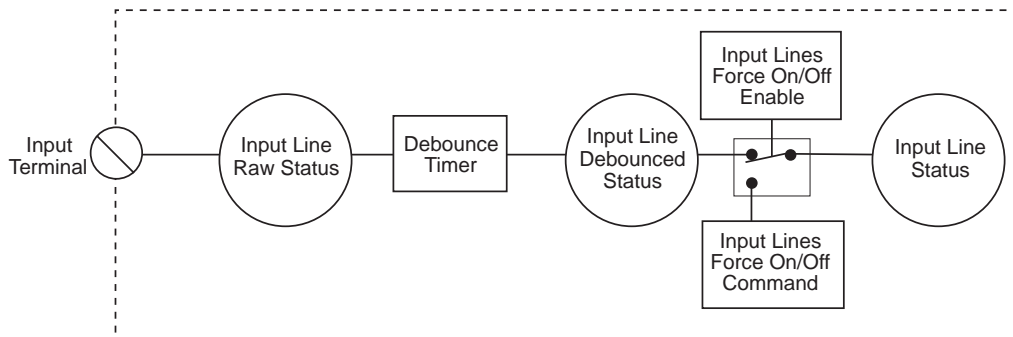 Input
Terminal
Input Line
Raw Status
Debounce
Timer
Input Line
Debounced
Status
Input Lines
Force On/Off
Enable
Input Lines
Force On/Off
Command
Input Line
Status